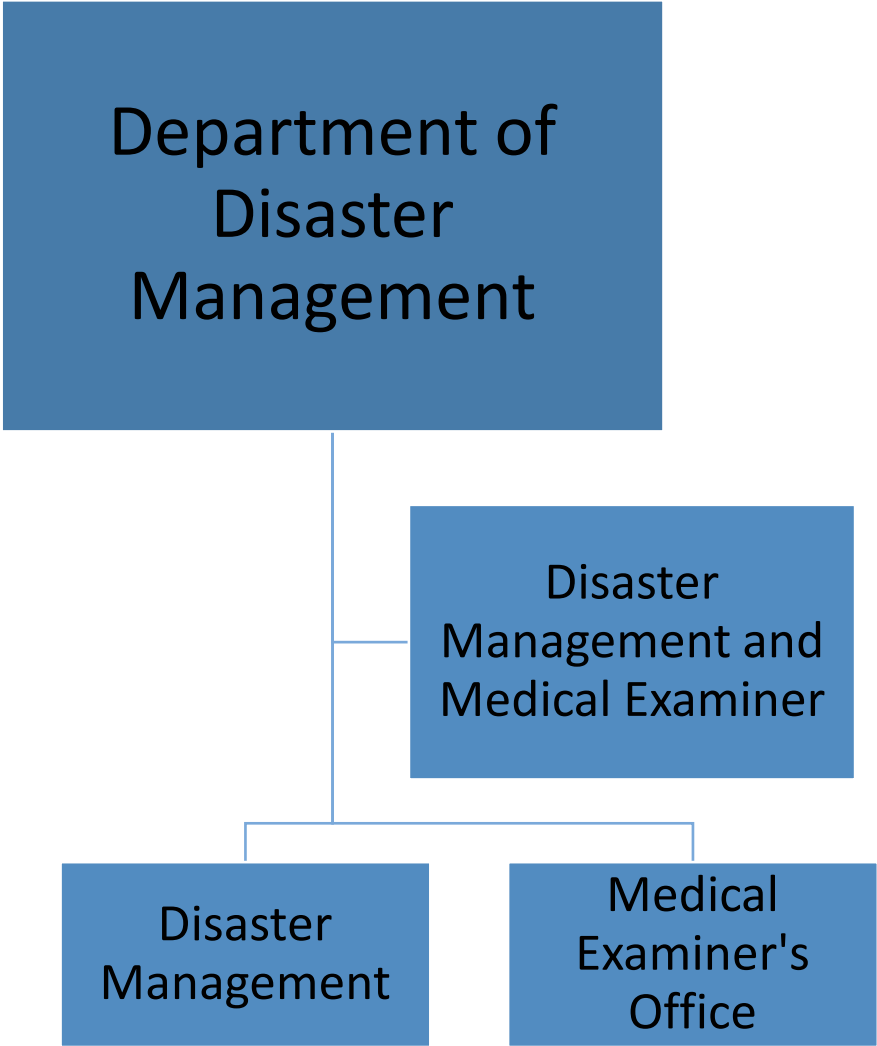 Department of
Disaster
Management
Disaster
Management and
Medical Examiner
Disaster
Management
Medical
Examiner's
Office